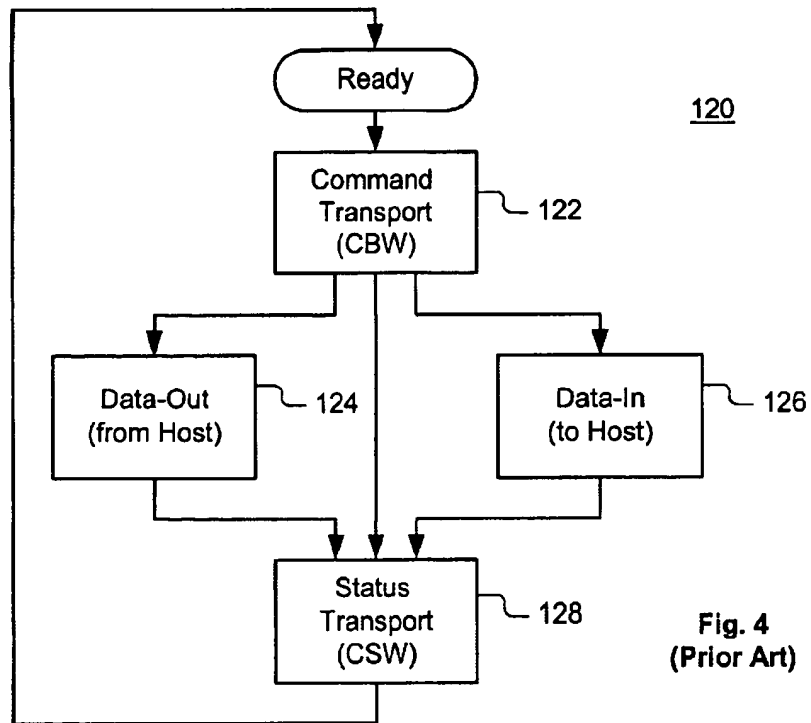 Ready
120
Command
Transport
(CBW)
122
Data-Out
(from Host)
124
Data-In
(to Host)
126
Status
Transport
(CSW)
128
Fig. 4
(Prior Art)